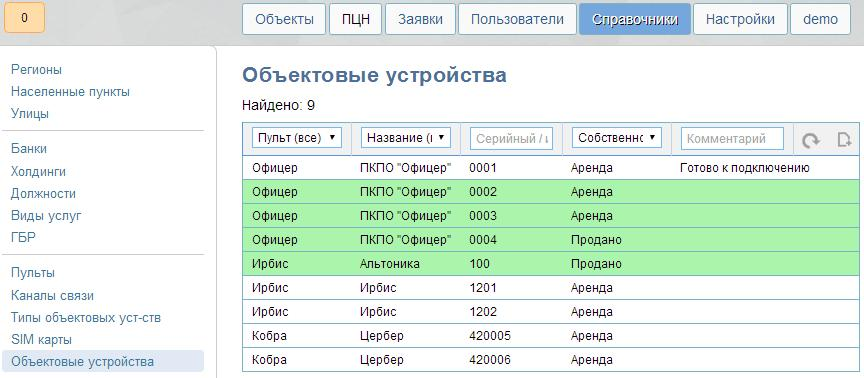 0
Объекты ПЦН Заявки Пользователи Справочники Настройки demo
Регионы
Населенные пункты
Улицы
Банки
Холдинги
Должности
Виды услуг
ГБР
Пульты
Каналы связи
Типы объектовых уст-ств
SIM карты
Объектовые устройства
Объектовые устройства
Найдено: 9
Пульт (все) Название ( Серийный / Собственнс Комментарий
Офицер ПКПО "Офицер" 0001 Аренда Готово к подключению
Офицер ПКПО "Офицер" 0002 Аренда
Офицер ПКПО "Офицер" 0003 Аренда
Офицер ПКПО "Офицер" 0004 Продано
Ирбис Альтоника 100 Продано
Ирбис Ирбис 1201 Аренда
Ирбис Ирбис 1202 Аренда
Кобра Цербер 420005 Аренда
Кобра Цербер 420006 Аренда